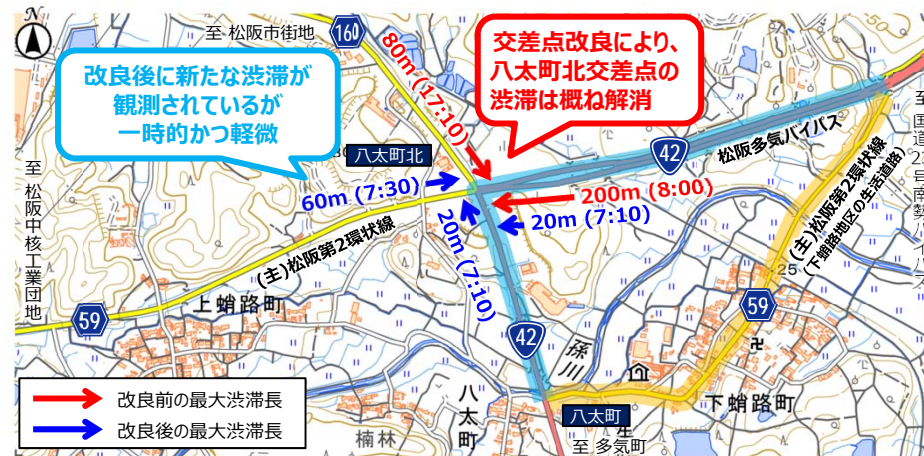 N
至 松阪市街地
160
改良後に新たな渋滞が
観測されているが
一時的かつ軽微
80m (17:10)
交差点改良により、
八太町北交差点の
渋滞は概ね解消
八太町北
42
松阪多気バイパス
60m (7:30)
200m (8:00)
20m (7:10)
20m (7:10)
(主)松阪第2環状線
(主)松阪第2環状線
(下蛸路地区の生活道路)
至 松阪中核工業団地
25
上蛸路町
59
59
42
孫川
八太町
八太町
下蛸路町
楠林
至 多気町
改良前の最大渋滞長
改良後の最大渋滞長